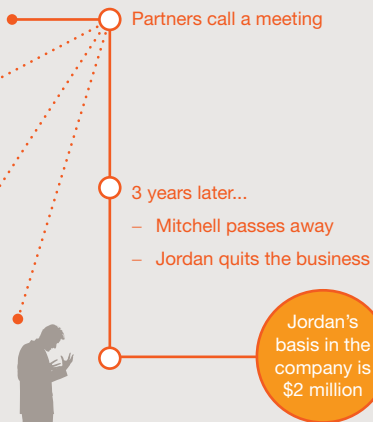 Partners call a meeting
3 years later...
– Mitchell passes away
– Jordan quits the business
Jordan's
basis in the
company is
$2 million